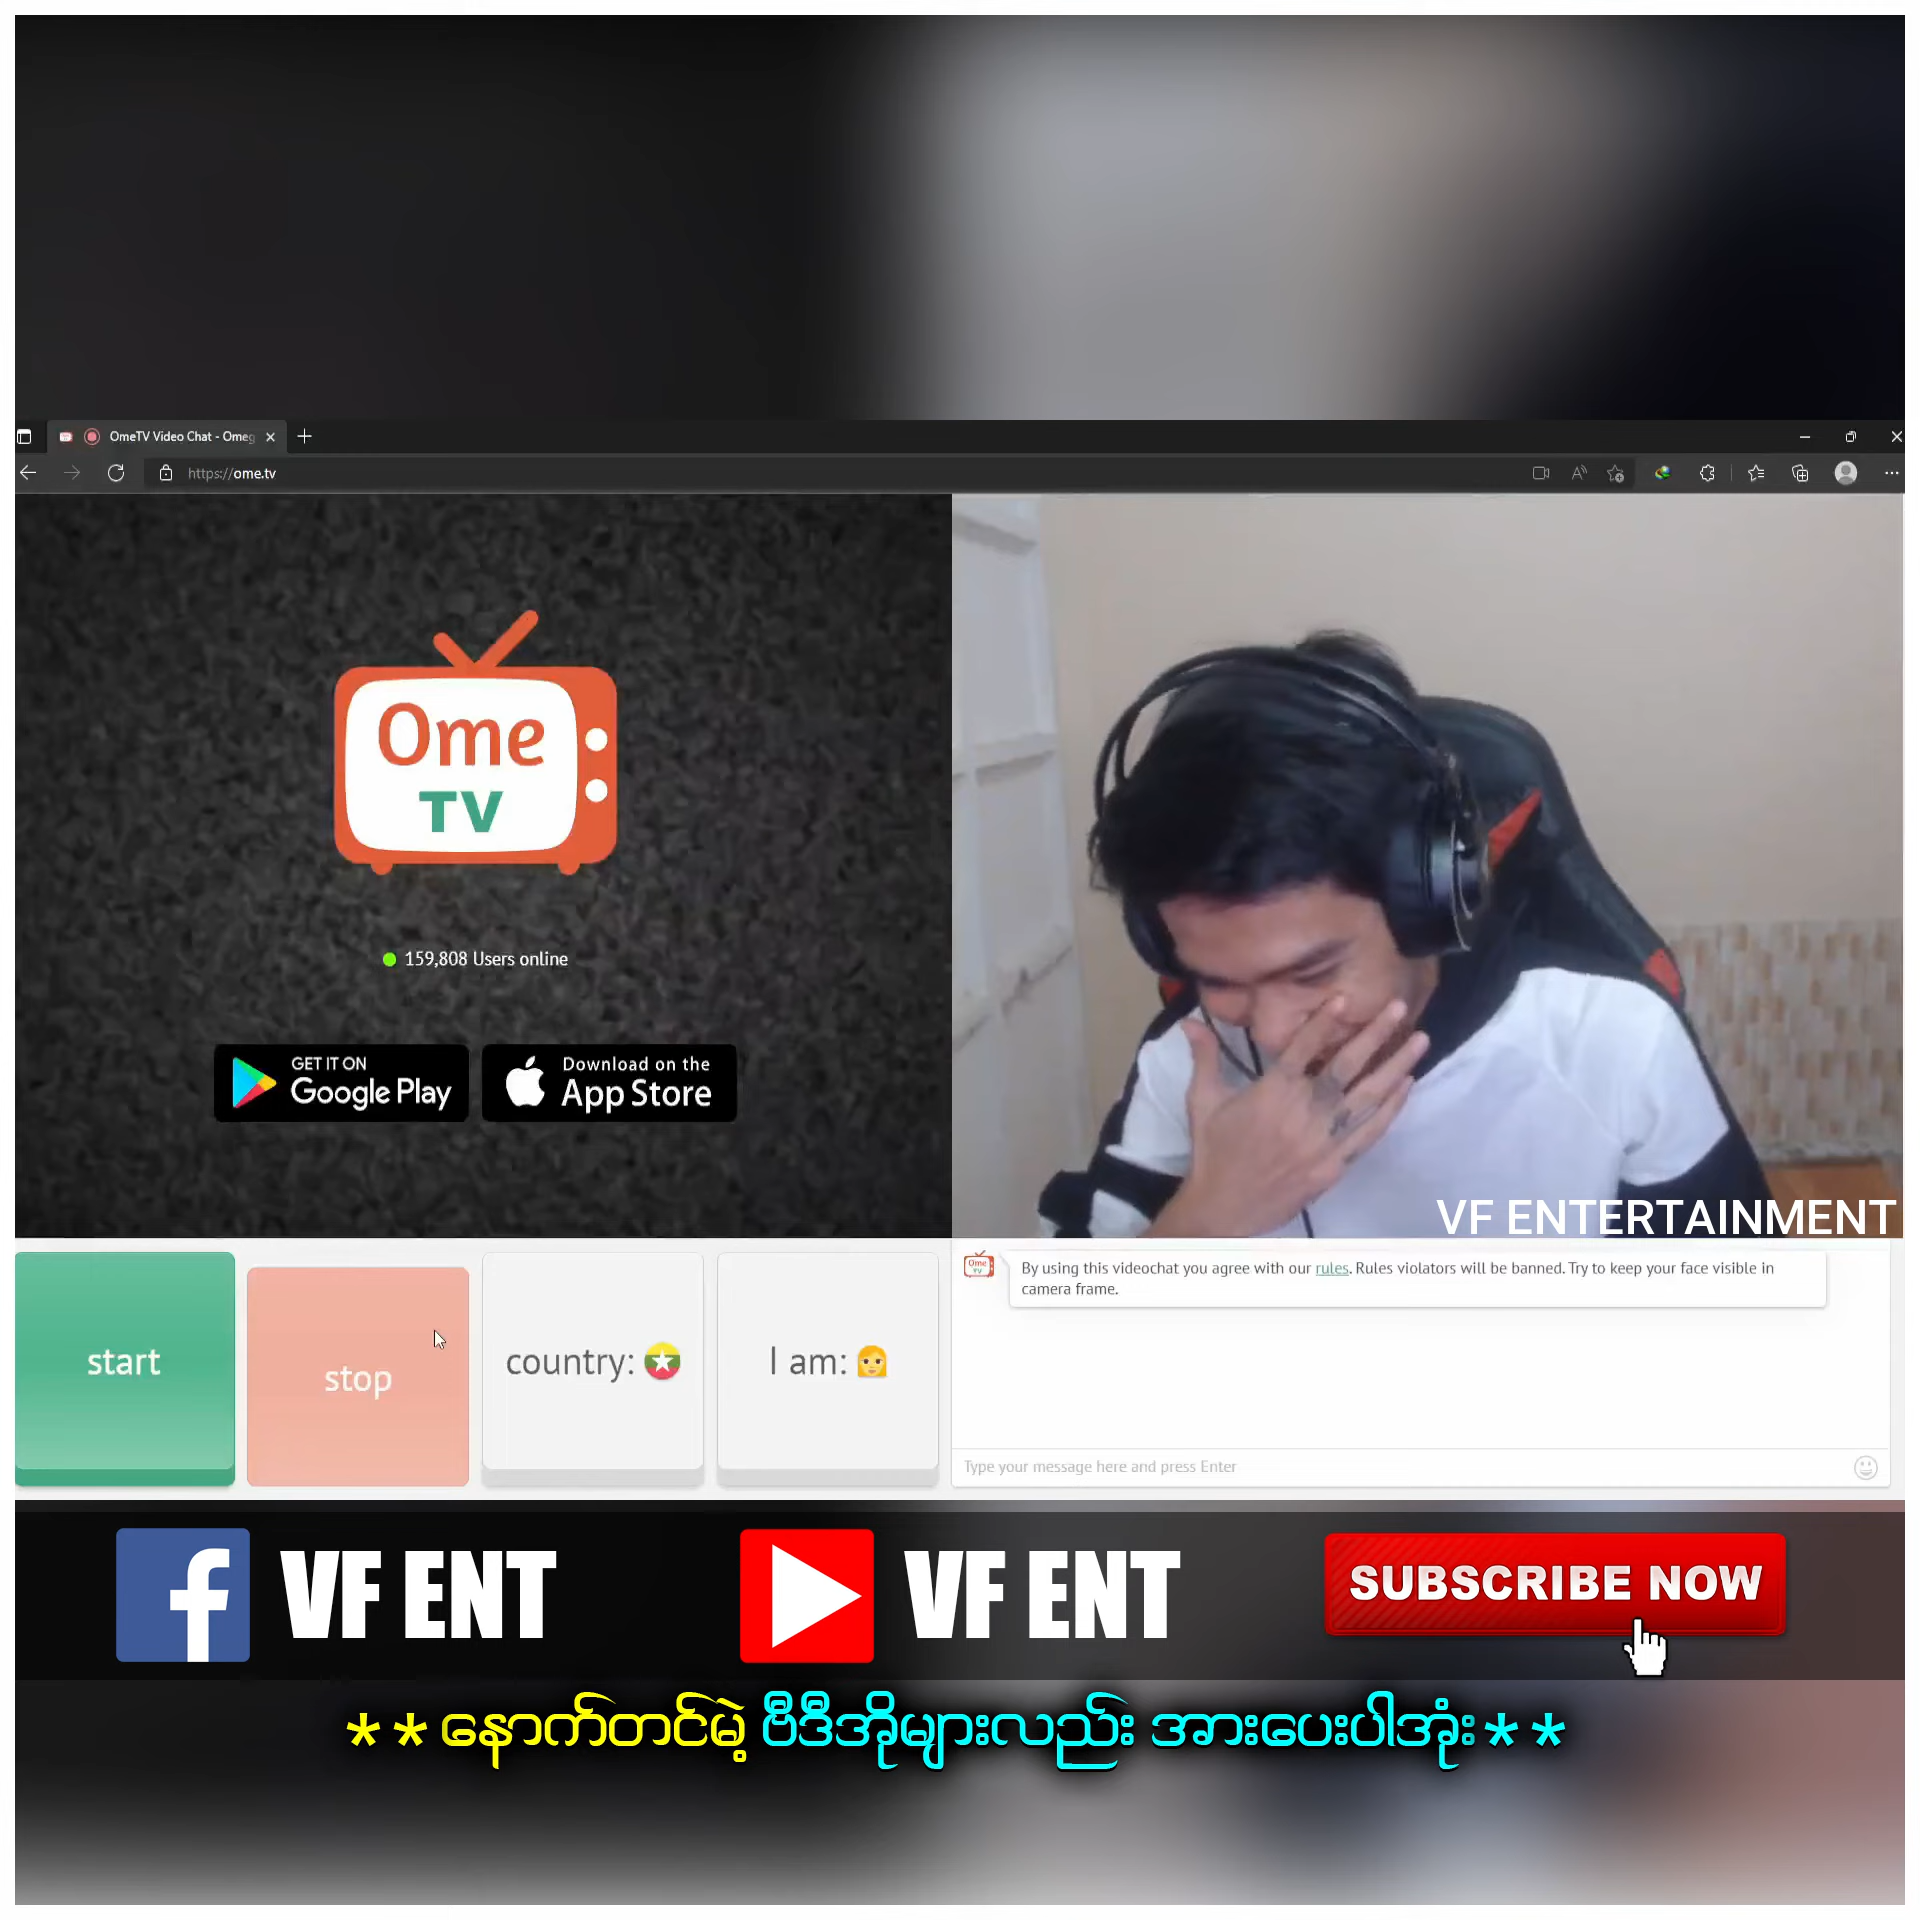 OmeTV Video Chat - Omeg
https://ome.tv
Ome
TV
159,808 Users online
GET IT ON
Google Play
Download on the
App Store
VF ENTERTAINMENT
start
stop
country:
I am:
Ome
TV
By using this videochat you agree with our rules. Rules violators will be banned. Try to keep your face visible in
camera frame.
Type your message here and press Enter
VF ENT
VF ENT
SUBSCRIBE NOW
**နောက်တင်မဲ့ ဗီဒီအိုများလည်း အားပေးပါအုံး**